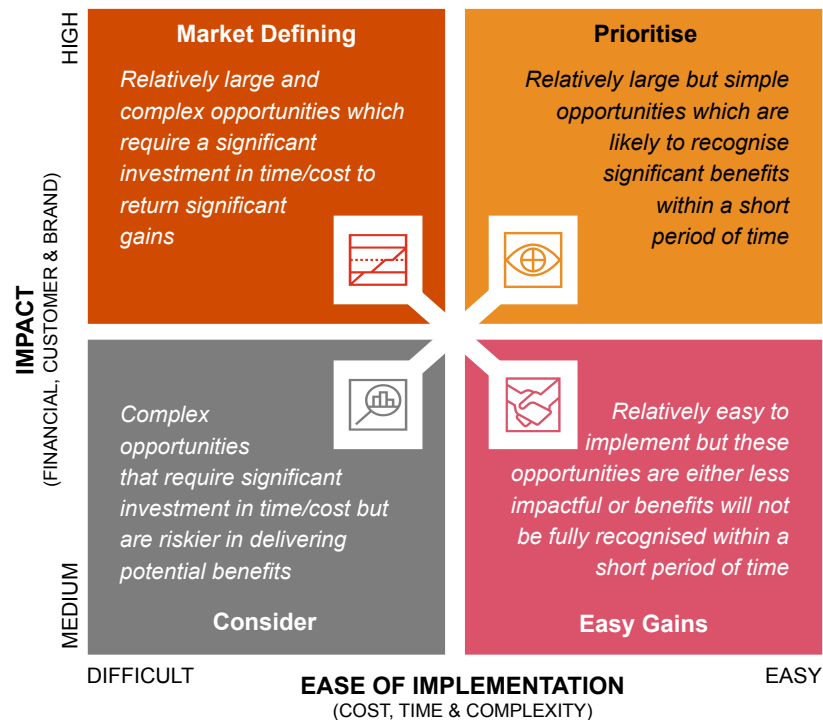 HIGH
IMPACT
(FINANCIAL, CUSTOMER & BRAND)
MEDIUM
Market Defining
Relatively large and
complex opportunities which
require a significant
investment in time/cost to
return significant
gains
Prioritise
Relatively large but simple
opportunities which are
likely to recognise
significant benefits
within a short
period of time
Complex
opportunities
that require significant
investment in time/cost but
are riskier in delivering
potential benefits
Consider
Relatively easy to
implement but these
opportunities are either less
impactful or benefits will not
be fully recognised within a
short period of time
Easy Gains
DIFFICULT
EASE OF IMPLEMENTATION
(COST, TIME & COMPLEXITY)
EASY